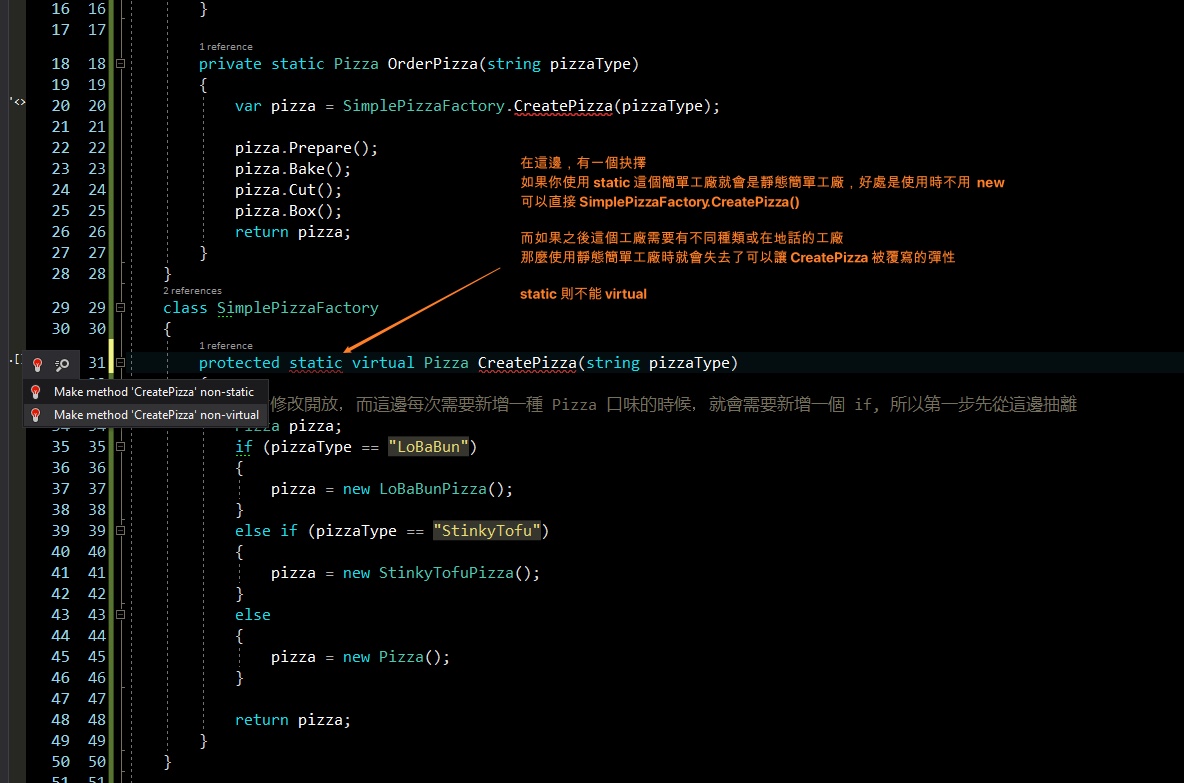 16 16 }
17 17
1 reference
18 18 private static Pizza OrderPizza(string pizzaType)
19 19 {
20 20 var pizza = SimplePizzaFactory.CreatePizza(pizzaType);
21 21
22 22 pizza.Prepare();
23 23 pizza.Bake();
24 24 pizza.Cut();
25 25 pizza.Box();
26 26 return pizza;
27 27 }
28 28 }
在這邊，有一個抉擇
如果你使用 static 這個簡單工廠就會是靜態簡單工廠，好處是使用時不用 new
可以直接 SimplePizzaFactory.CreatePizza()
而如果之後這個工廠需要有不同種類或在地話的工廠
那麼使用靜態簡單工廠時就會失去了可以讓 CreatePizza 被覆寫的彈性
static 則不能 virtual
2 references
29 29 class SimplePizzaFactory
30 30 {
1 reference
31 31 protected static virtual Pizza CreatePizza(string pizzaType)
Make method 'CreatePizza' non-static
Make method 'CreatePizza' non-virtual
修改開放，而這邊每次需要新增一種 Pizza 口味的時候，就會需要新增一個 if, 所以第一步先從這邊抽離
34 34 Pizza pizza;
35 35 if (pizzaType == "LoBaBun")
36 36 {
37 37 pizza = new LoBaBunPizza();
38 38 }
39 39 else if (pizzaType == "StinkyTofu")
40 40 {
41 41 pizza = new StinkyTofuPizza();
42 42 }
43 43 else
44 44 {
45 45 pizza = new Pizza();
46 46 }
47 47
48 48 return pizza;
49 49 }
50 50 }
51 51